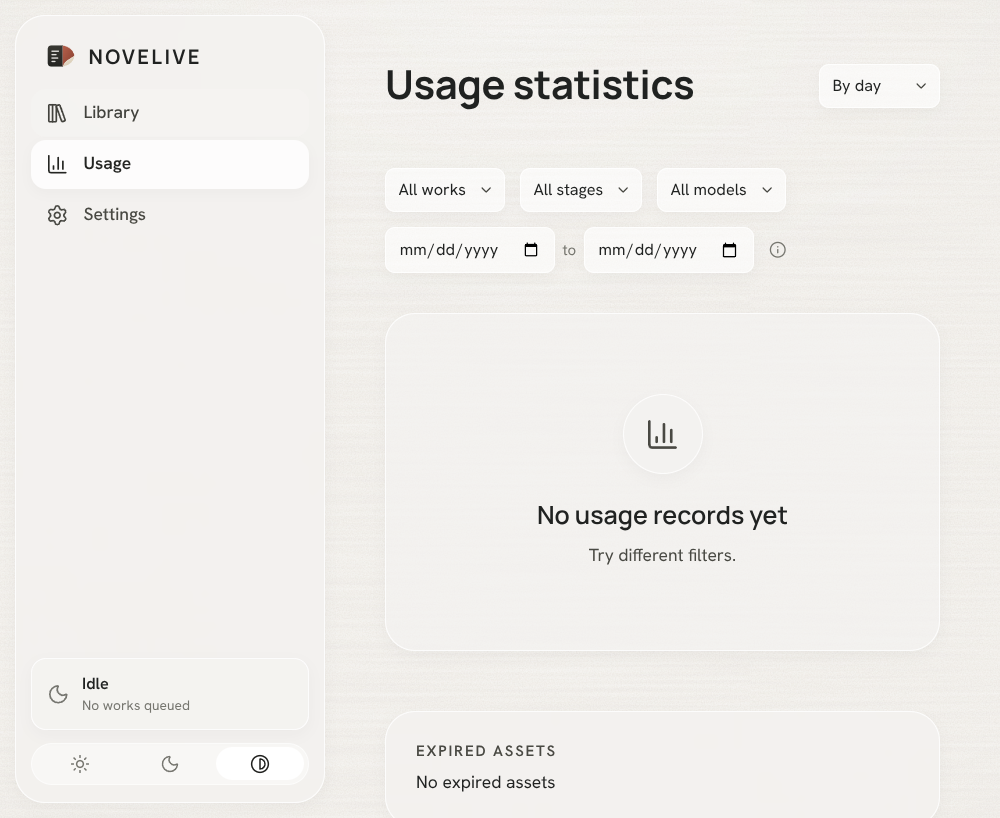 NOVELIVE
Library
Usage
Settings
Idle
No works queued
Usage statistics
By day
All works
All stages
All models
mm/dd/yyyy to mm/dd/yyyy
No usage records yet
Try different filters.
EXPIRED ASSETS
No expired assets